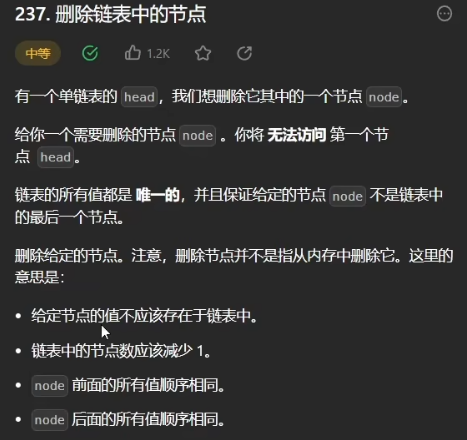 237. 删除链表中的节点
中等 1.2K
有一个单链表的 head，我们想删除它其中的一个节点 node。
给你一个需要删除的节点 node 。你将 无法访问 第一个节
点 head。
链表的所有值都是 唯一的，并且保证给定的节点 node 不是链表中
的最后一个节点。
删除给定的节点。注意，删除节点并不是指从内存中删除它。这里的
意思是：
• 给定节点的值不应该存在于链表中。
• 链表中的节点数应该减少 1。
• node 前面的所有值顺序相同。
• node 后面的所有值顺序相同。